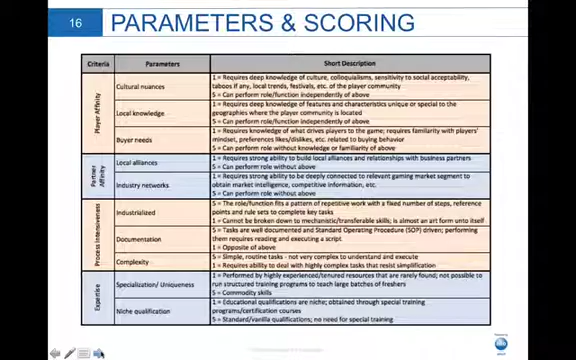 16
PARAMETERS & SCORING
Criteria Parameters Short Description
Player Affinity
Cultural nuances
1 = Requires deep knowledge of culture, colloquialisms, sensitivity to social acceptability,
taboos if any, local trends, festivals, etc. of the player community
5 = Can perform role/function independently of above
Local knowledge
1 = Requires deep knowledge of features and characteristics unique or special to the
geographies where the player community is located
5 = Can perform role/function independently of above
Buyer needs
1 = Requires knowledge of what drives players to the game; requires familiarity with players'
mindset, preferences likes/dislikes, etc. related to buying behavior
5 = Can perform role without knowledge or familiarity of above
Partner Affinity
Local alliances
1 = Requires strong ability to build local alliances and relationships with business partners
5 = Can perform role without above
Industry networks
1 = Requires strong ability to be deeply connected to relevant gaming market segment to
obtain market intelligence, competitive information, etc.
5 = Can perform role without above
Process Intensiveness
Industrialized
5 = The role/function fits a pattern of repetitive work with a fixed number of steps, reference
points and rule sets to complete key tasks
1 = Cannot be broken down to mechanistic/transferable skills; is almost an art form unto itself
Documentation
5 = Tasks are well documented and Standard Operating Procedure (SOP) driven; performing
them requires reading and executing a script
1 = Opposite of above
Complexity
5 = Simple, routine tasks - not very complex to understand and execute
1 = Requires ability to deal with highly complex tasks that resist simplification
Expertise
Specialization/ Uniqueness
1 = Performed by highly experienced/tenured resources that are rarely found; not possible to
run structured training programs to teach large batches of freshers
5 = Commodity skills
Niche qualification
1 = Educational qualifications are niche; obtained through special training
programs/certification courses
5 = Standard/vanilla qualifications; no need for special training